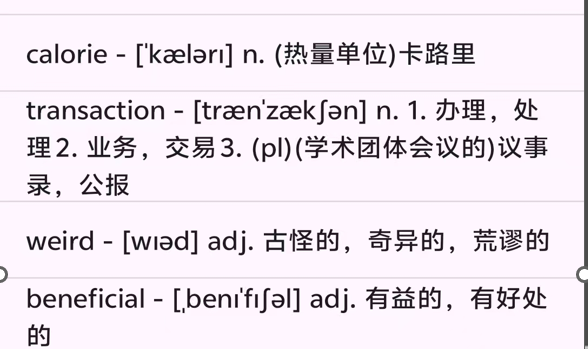 calorie - [ˈkælərɪ] n. (热量单位)卡路里
transaction - [trænˈzækʃən] n. 1. 办理，处
理2. 业务，交易3. (pl)(学术团体会议的)议事
录，公报
weird - [wɪəd] adj. 古怪的，奇异的，荒谬的
beneficial - [ˌbenɪˈfɪʃəl] adj. 有益的，有好处
的